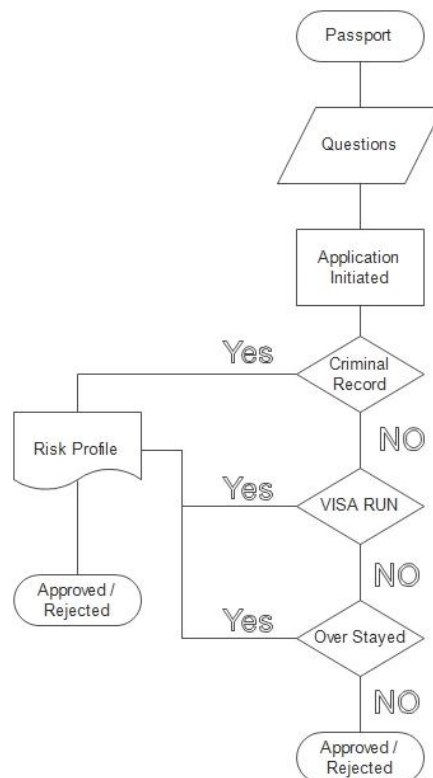 Passport
Questions
Application
Initiated
Yes
Criminal
Record
NO
Risk Profile
Yes
VISA RUN
NO
Approved /
Rejected
Yes
Over Stayed
NO
Approved /
Rejected